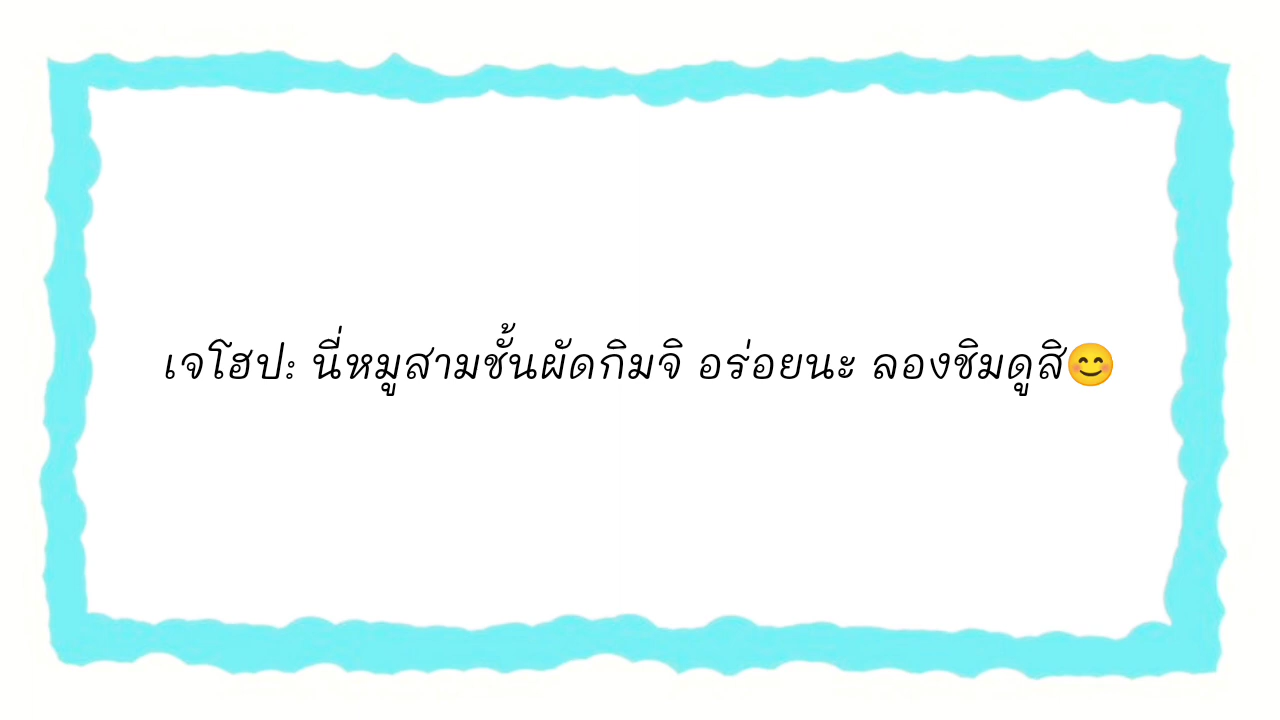 เจโฮป: นี่หมูสามชั้นผัดกิมจิ อร่อยนะ ลองชิมดูสิ😊